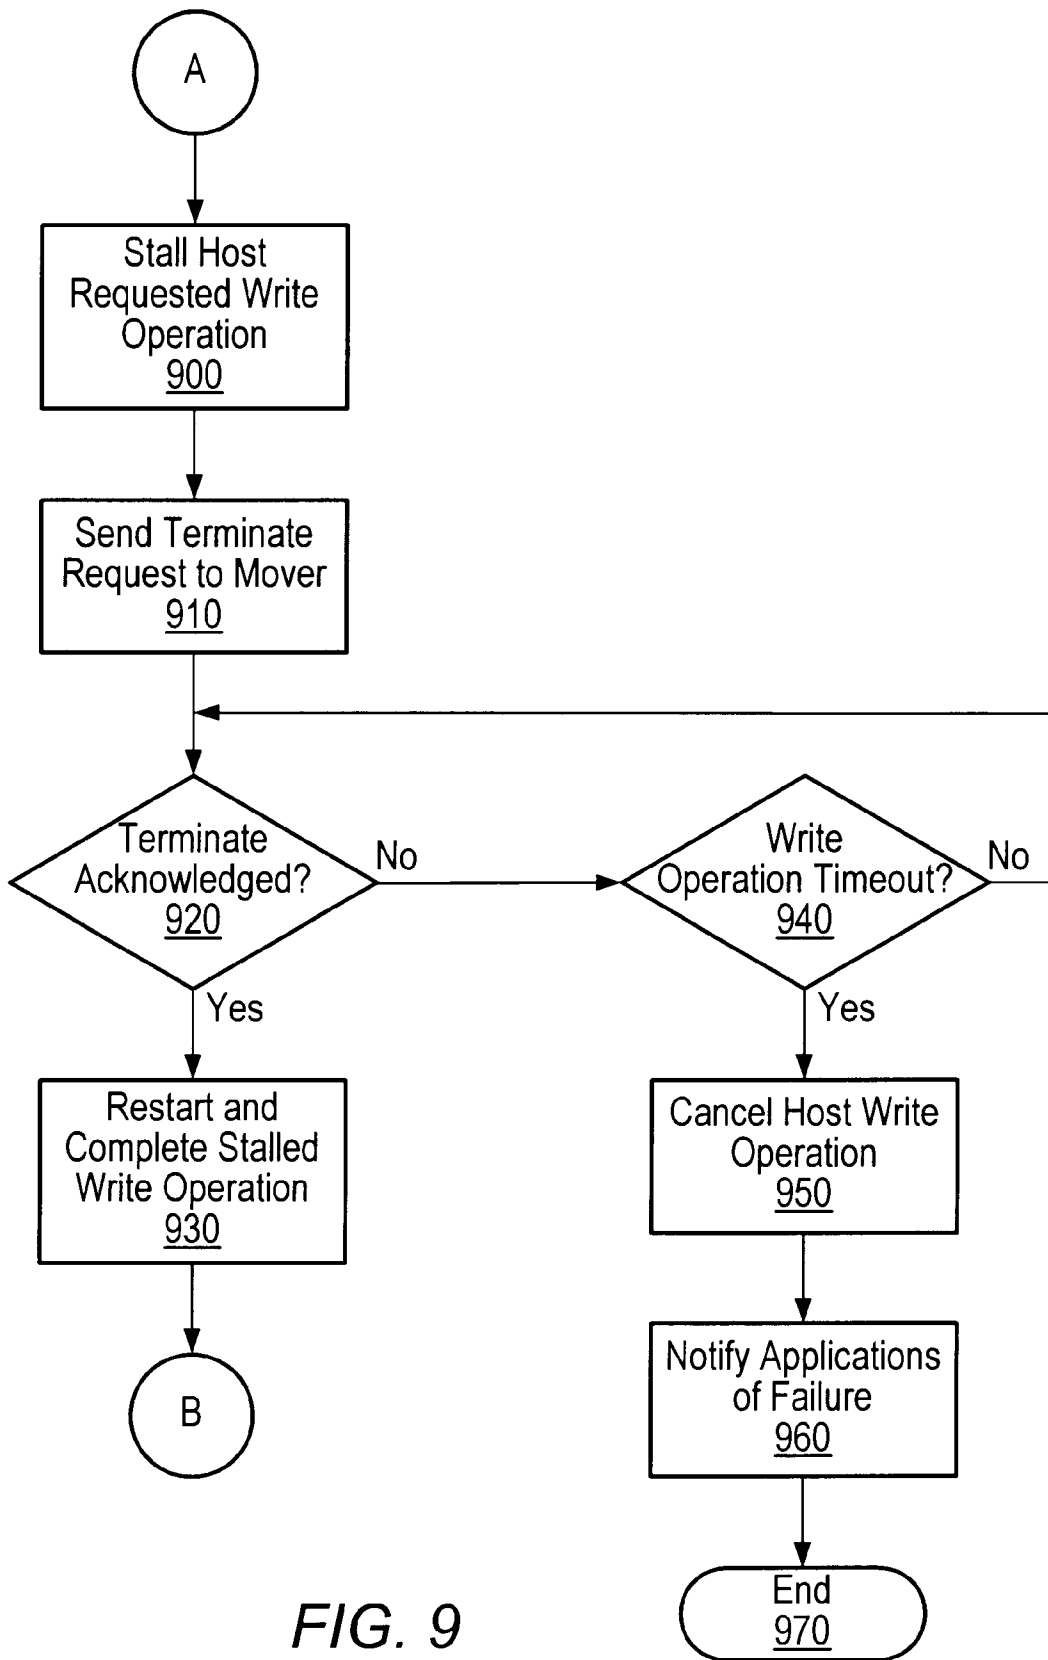 A
Stall Host
Requested Write
Operation
900
Send Terminate
Request to Mover
910
Terminate
Acknowledged?
920
No
Write
Operation Timeout?
940
No
Yes
Yes
Restart and
Complete Stalled
Write Operation
930
Cancel Host Write
Operation
950
B
Notify Applications
of Failure
960
End
970
FIG. 9